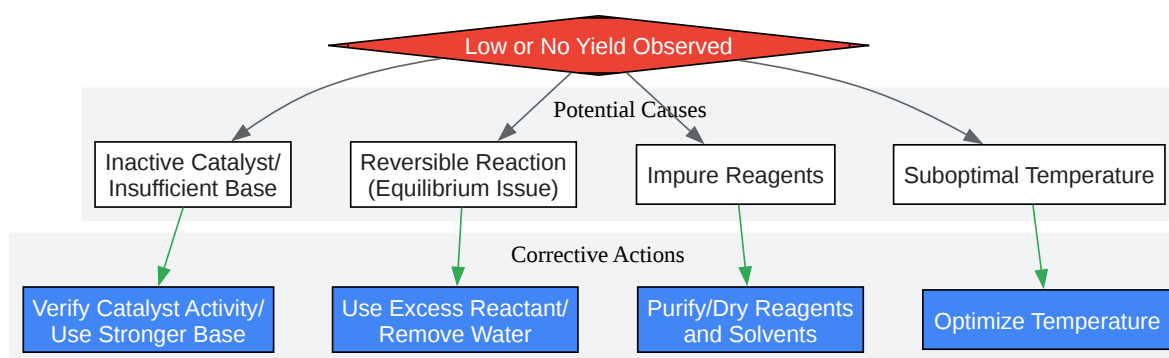 Low or No Yield Observed
Potential Causes
Inactive Catalyst/
Insufficient Base
Reversible Reaction
(Equilibrium Issue)
Impure Reagents
Suboptimal Temperature
Corrective Actions
Verify Catalyst Activity/
Use Stronger Base
Use Excess Reactant/
Remove Water
Purify/Dry Reagents
and Solvents
Optimize Temperature